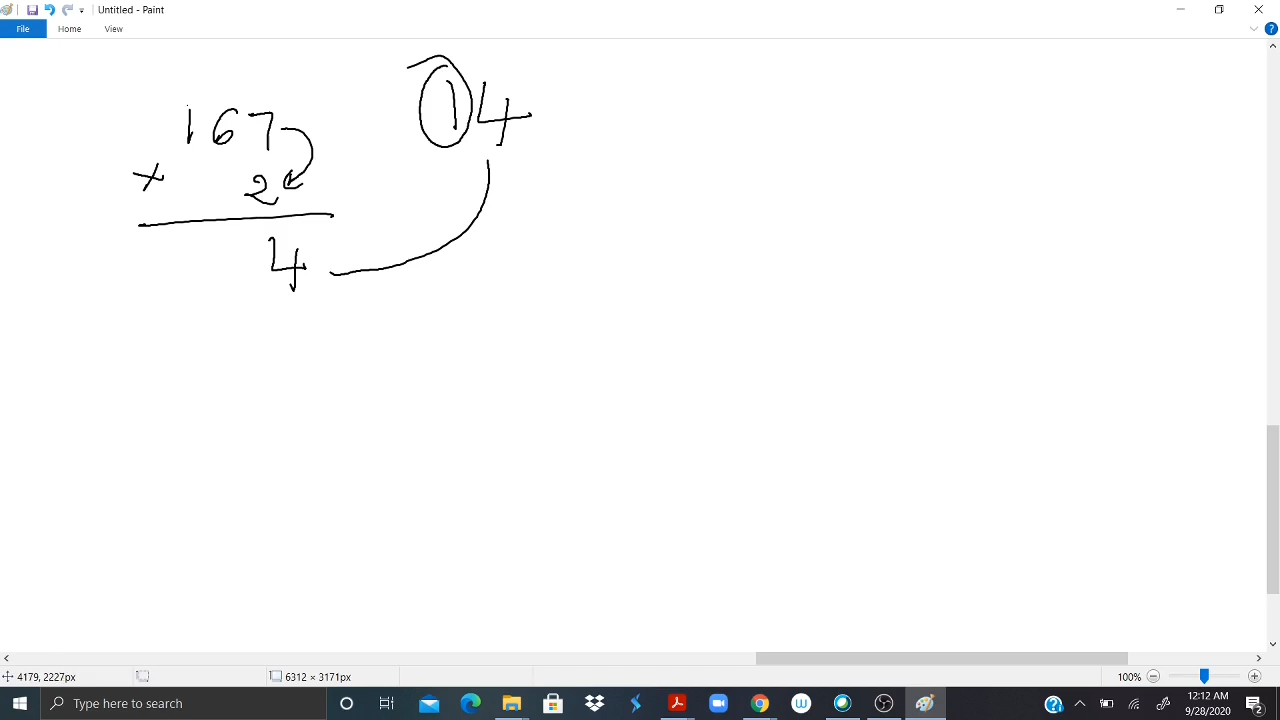 Untitled - Paint
File Home View
167 14
× 2
4
4179, 2227px 6312 × 3171px 100%
Type here to search 12:12 AM
9/28/2020